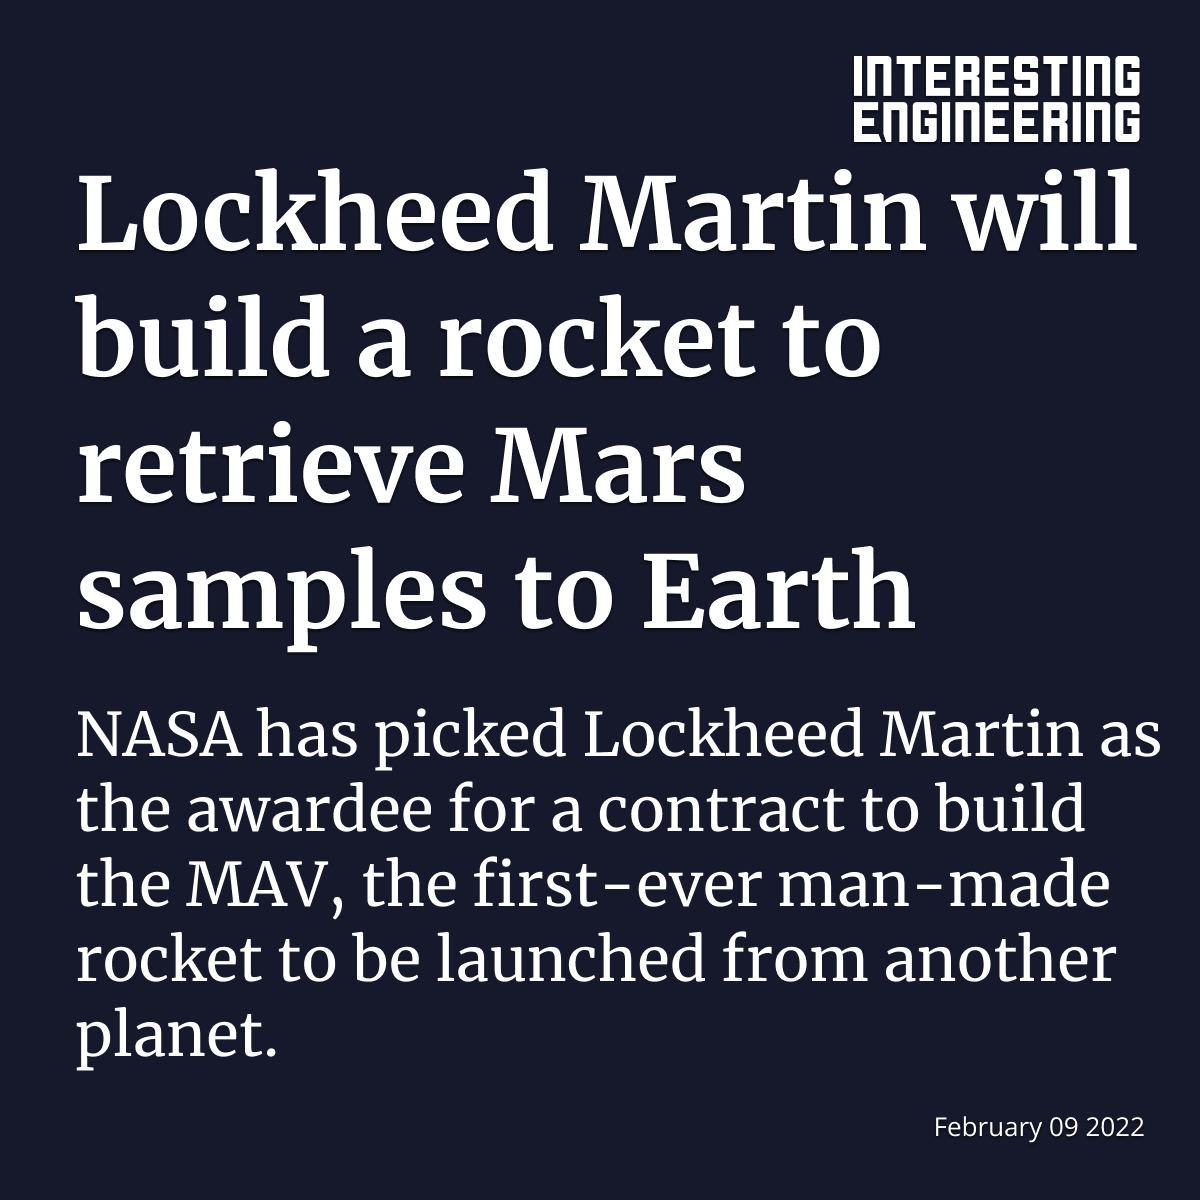 INTERESTING
ENGINEERING
Lockheed Martin will
build a rocket to
retrieve Mars
samples to Earth
NASA has picked Lockheed Martin as
the awardee for a contract to build
the MAV, the first-ever man-made
rocket to be launched from another
planet.
February 09 2022